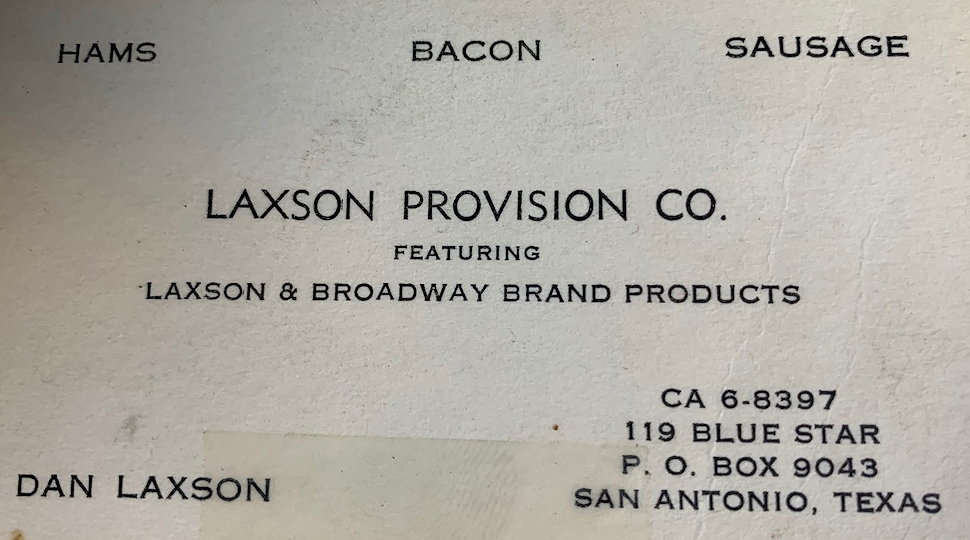 HAMS BACON SAUSAGE
LAXSON PROVISION CO.
FEATURING
LAXSON & BROADWAY BRAND PRODUCTS
CA 6-8397
119 BLUE STAR
P. O. BOX 9043
DAN LAXSON
SAN ANTONIO, TEXAS